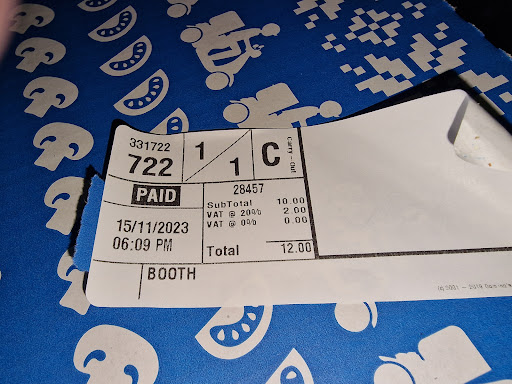 331722
722
1/1
C
Carry - Out
PAID
28457
15/11/2023
06:09 PM
SubTotal 10.00
VAT @ 20% 2.00
VAT @ 0% 0.00
Total 12.00
BOOTH